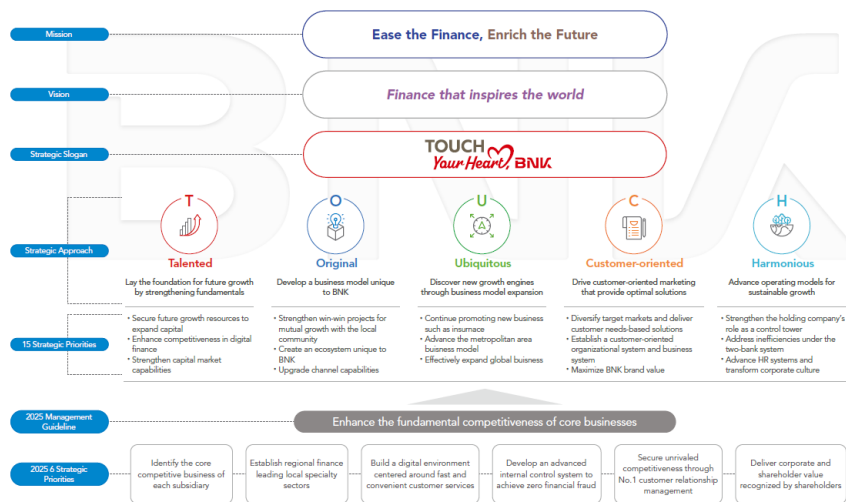 Mission
Ease the Finance, Enrich the Future
Vision
Finance that inspires the world
Strategic Slogan
TOUCH
Your Heart, BNK
Strategic Approach
T
Talented
Lay the foundation for future growth
by strengthening fundamentals
O
Original
Develop a business model unique
to BNK
U
Ubiquitous
Discover new growth engines
through business model expansion
C
Customer-oriented
Drive customer-oriented marketing
that provide optimal solutions
H
Harmonious
Advance operating models for
sustainable growth
15 Strategic Priorities
• Secure future growth resources to
expand capital
• Enhance competitiveness in digital
finance
• Strengthen capital market
capabilities
• Strengthen win-win projects for
mutual growth with the local
community
• Create an ecosystem unique to
BNK
• Upgrade channel capabilities
• Continue promoting new business
such as insurnace
• Advance the metropolitan area
business model
• Effectively expand global buisness
• Diversify target markets and deliver
customer needs-based solutions
• Establish a customer-oriented
organizational system and business
system
• Maximize BNK brand value
• Strengthen the holding company's
role as a control tower
• Address inefficiencies under the
two-bank system
• Advance HR systems and
transform corporate culture
2025 Management
Guideline
Enhance the fundamental competitiveness of core businesses
2025 6 Strategic
Priorities
Identify the core
competitive business of
each subsidiary
Establish regional finance
leading local specialty
sectors
Build a digital environment
centered around fast and
convenient customer services
Develop an advanced
internal control system to
achieve zero financial fraud
Secure unrivaled
competitiveness through
No.1 customer relationship
management
Deliver corporate and
shareholder value
recognized by shareholders
BNK